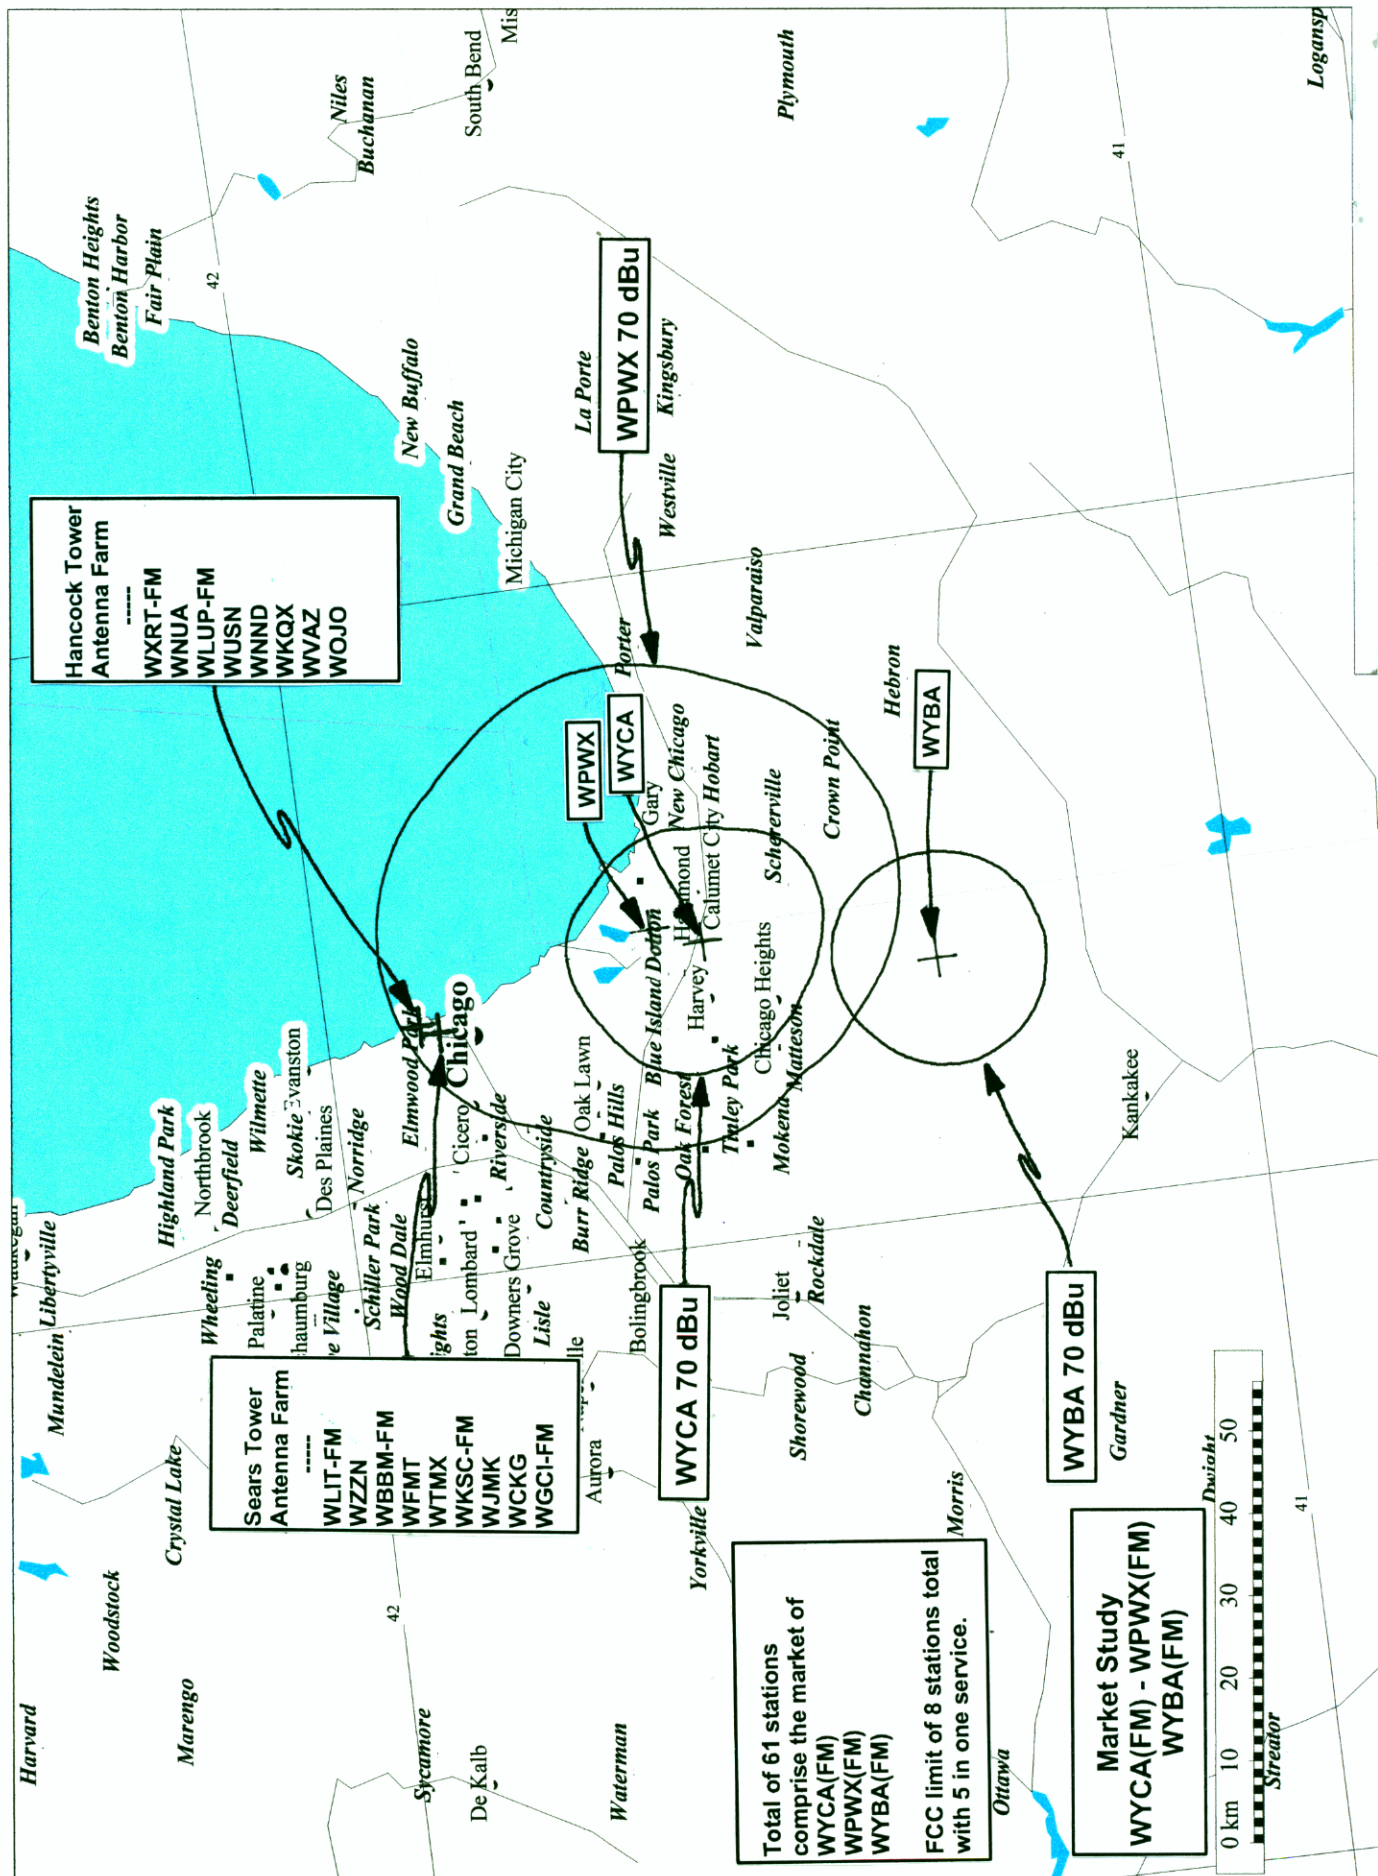 Hancock Tower
Antenna Farm
-----
WXRT-FM
WNUA
WLUP-FM
WUSN
WNND
WKQX
WVAZ
WOJO
Sears Tower
Antenna Farm
-----
WLIT-FM
WZZN
WBBM-FM
WFMT
WTMX
WKSC-FM
WJMK
WCKG
WGCI-FM
Total of 61 stations
comprise the market of
WYCA(FM)
WPWX(FM)
WYBA(FM)
FCC limit of 8 stations total
with 5 in one service.
Market Study
WYCA(FM) - WPWX(FM)
WYBA(FM)
0 km 10 20 30 40 50
WYCA 70 dBu
WYBA 70 dBu
WPWX 70 dBu
WPWX
WYCA
WYBA
Harvard
Woodstock
Marengo
Crystal Lake
Mundelein
Libertyville
Highland Park
Northbrook
Deerfield
Wheeling
Wilmette
Palatine
Skokie
Evanston
haumburg
Des Plaines
e Village
Norridge
Schiller Park
Wood Dale
Elmwood Park
Elmhurst
ights
Chicago
Cicero
Lombard
ton
Riverside
Downers Grove
Lisle
Countryside
lle
Burr Ridge
Oak Lawn
Palos Hills
Bolingbrook
Palos Park
Blue Island
Dolton
Oak Forest
Harvey
Hammond
Calumet City
Tinley Park
Chicago Heights
Mokena
Matteson
Joliet
Rockdale
Shorewood
Channahon
Aurora
Yorkville
Morris
Sycamore
De Kalb
Waterman
Ottawa
Streator
Dwight
Gardner
Kankakee
Gary
New Chicago
Hobart
Schererville
Crown Point
Hebron
Porter
Valparaiso
Westville
Kingsbury
La Porte
Michigan City
Grand Beach
New Buffalo
Benton Heights
Benton Harbor
Fair Plain
Niles
Buchanan
South Bend
Mis
Plymouth
Logansp
42
42
41
41